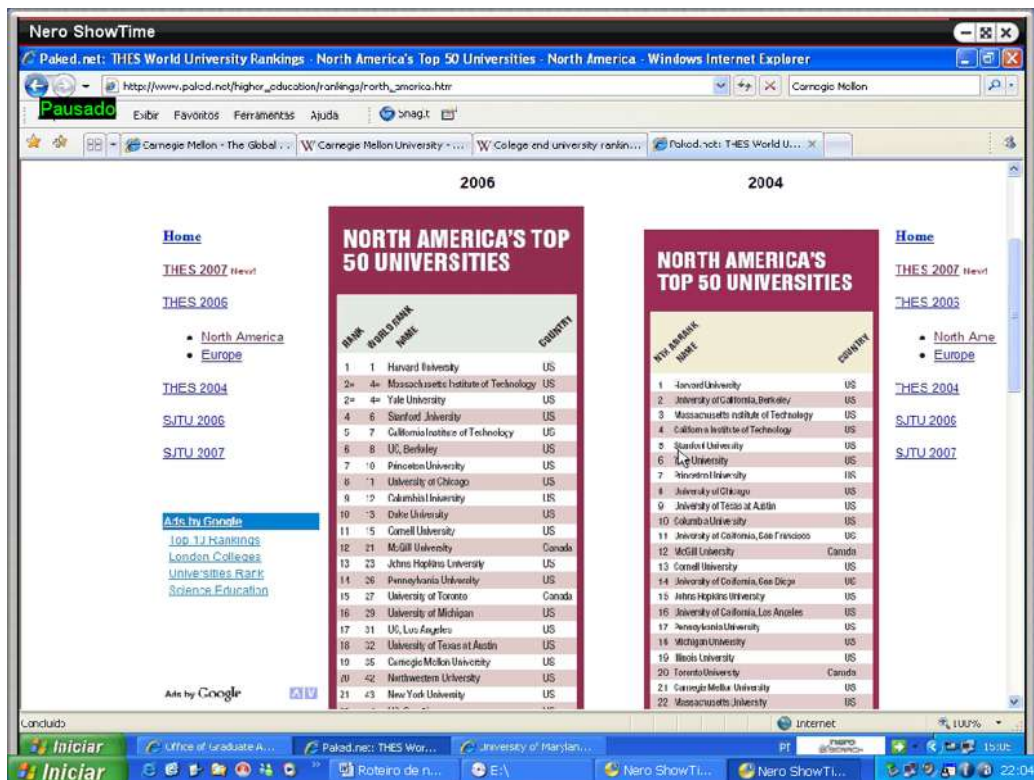 Nero ShowTime
Paked.net: THES World University Rankings - North America's Top 50 Universities - North America - Windows Internet Explorer
http://www.paked.net/higher_education/rankings/north_america.htm
Carnegie Mellon
Pausado
Exibir Favoritos Ferramentas Ajuda SnagIt
Carnegie Mellon - The Global ...
Carnegie Mellon University - ...
College and university rankin...
Paked.net: THES World U...
2006
2004
Home
THES 2007 New!
THES 2006
North America
Europe
THES 2004
SJTU 2006
SJTU 2007
Ads by Google
Top 10 Rankings
London Colleges
Universities Rank
Science Education
Ads by Google
NORTH AMERICA'S TOP
50 UNIVERSITIES
RANK WORLD RANK NAME COUNTRY
1 1 Harvard University US
2= 4= Massachusetts Institute of Technology US
2= 4= Yale University US
4 6 Stanford University US
5 7 California Institute of Technology US
6 8 UC, Berkeley US
7 10 Princeton University US
8 11 University of Chicago US
9 12 Columbia University US
10 13 Duke University US
11 15 Cornell University US
12 21 McGill University Canada
13 23 Johns Hopkins University US
14 26 Pennsylvania University US
15 27 University of Toronto Canada
16 29 University of Michigan US
17 31 UC, Los Angeles US
18 32 University of Texas at Austin US
19 35 Carnegie Mellon University US
20 42 Northwestern University US
21 43 New York University US
NORTH AMERICA'S
TOP 50 UNIVERSITIES
NAME COUNTRY
1 Harvard University US
2 University of California, Berkeley US
3 Massachusetts Institute of Technology US
4 California Institute of Technology US
5 Stanford University US
6 University US
7 Princeton University US
8 University of Chicago US
9 University of Texas at Austin US
10 Columbia University US
11 University of California, San Francisco US
12 McGill University Canada
13 Cornell University US
14 University of California, San Diego US
15 Johns Hopkins University US
16 University of California, Los Angeles US
17 Pennsylvania University US
18 Michigan University US
19 Illinois University US
20 Toronto University Canada
21 Carnegie Mellon University US
22 Massachusetts University US
Home
THES 2007 New!
THES 2006
North Ame
Europe
THES 2004
SJTU 2006
SJTU 2007
Concluído
Internet
100%
Iniciar
Office of Graduate A...
Paked.net: THES Wor...
University of Marylan...
PT
nero
SEARCH
15:05
Iniciar
Roteiro de n...
E:\
Nero ShowTi...
Nero ShowTi...